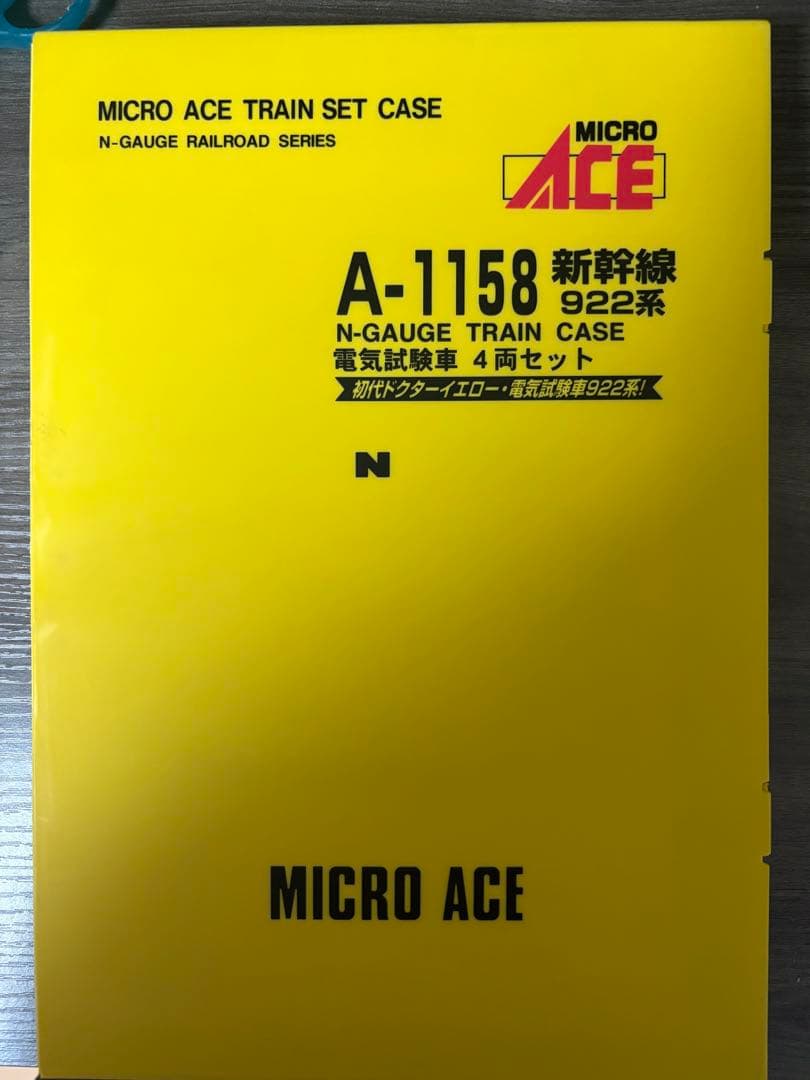 MICRO ACE TRAIN SET CASE
N-GAUGE RAILROAD SERIES
MICRO
ACE
A-1158 新幹線
922系
N-GAUGE TRAIN CASE
電気試験車 4両セット
初代ドクターイエロー・電気試験車922系!
N
MICRO ACE